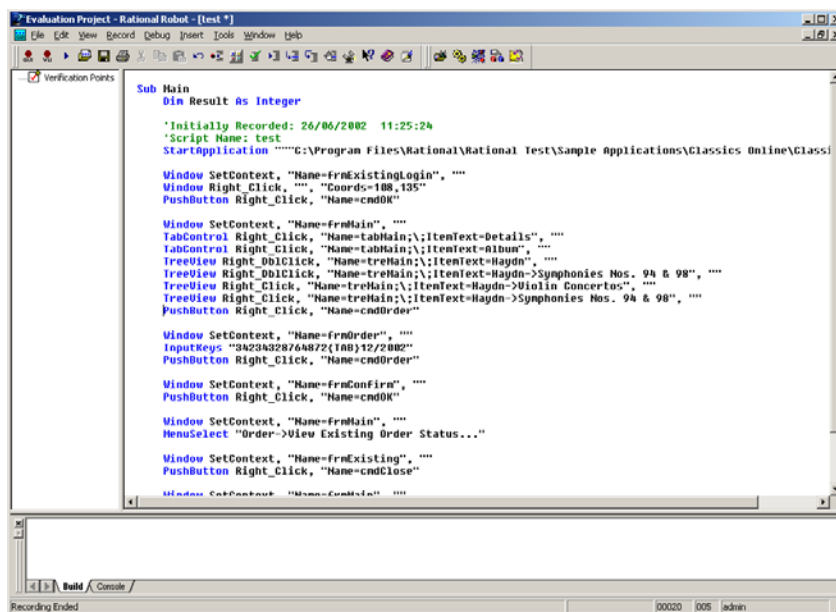 Evaluation Project - Rational Robot - [test *]
File Edit View Record Debug Insert Tools Window Help
Verification Points
Sub Main
Dim Result As Integer
'Initially Recorded: 26/06/2002 11:25:24
'Script Name: test
StartApplication """"C:\Program Files\Rational\Rational Test\Sample Applications\Classics Online\Classi
Window SetContext, "Name=frmExistingLogin", ""
Window Right_Click, "", "Coords=108,135"
PushButton Right_Click, "Name=cmdOK"
Window SetContext, "Name=frmMain", ""
TabControl Right_Click, "Name=tabMain;\;ItemText=Details", ""
TabControl Right_Click, "Name=tabMain;\;ItemText=Album", ""
TreeView Right_DblClick, "Name=treMain;\;ItemText=Haydn", ""
TreeView Right_DblClick, "Name=treMain;\;ItemText=Haydn->Symphonies Nos. 94 & 98", ""
TreeView Right_Click, "Name=treMain;\;ItemText=Haydn->Violin Concertos", ""
TreeView Right_Click, "Name=treMain;\;ItemText=Haydn->Symphonies Nos. 94 & 98", ""
PushButton Right_Click, "Name=cmdOrder"
Window SetContext, "Name=frmOrder", ""
InputKeys "34234328764872{TAB}12/2002"
PushButton Right_Click, "Name=cmdOrder"
Window SetContext, "Name=frmConfirm", ""
PushButton Right_Click, "Name=cmdOK"
Window SetContext, "Name=frmMain", ""
MenuSelect "Order->View Existing Order Status..."
Window SetContext, "Name=frmExisting", ""
PushButton Right_Click, "Name=cmdClose"
Window SetContext, "Name=frmMain", ""
Build Console
Recording Ended 00020 005 admin